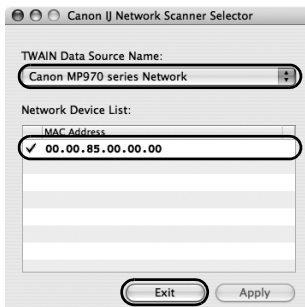 Canon IJ Network Scanner Selector
TWAIN Data Source Name:
Canon MP970 series Network
Network Device List:
MAC Address
✓ 00.00.85.00.00.00
Exit Apply